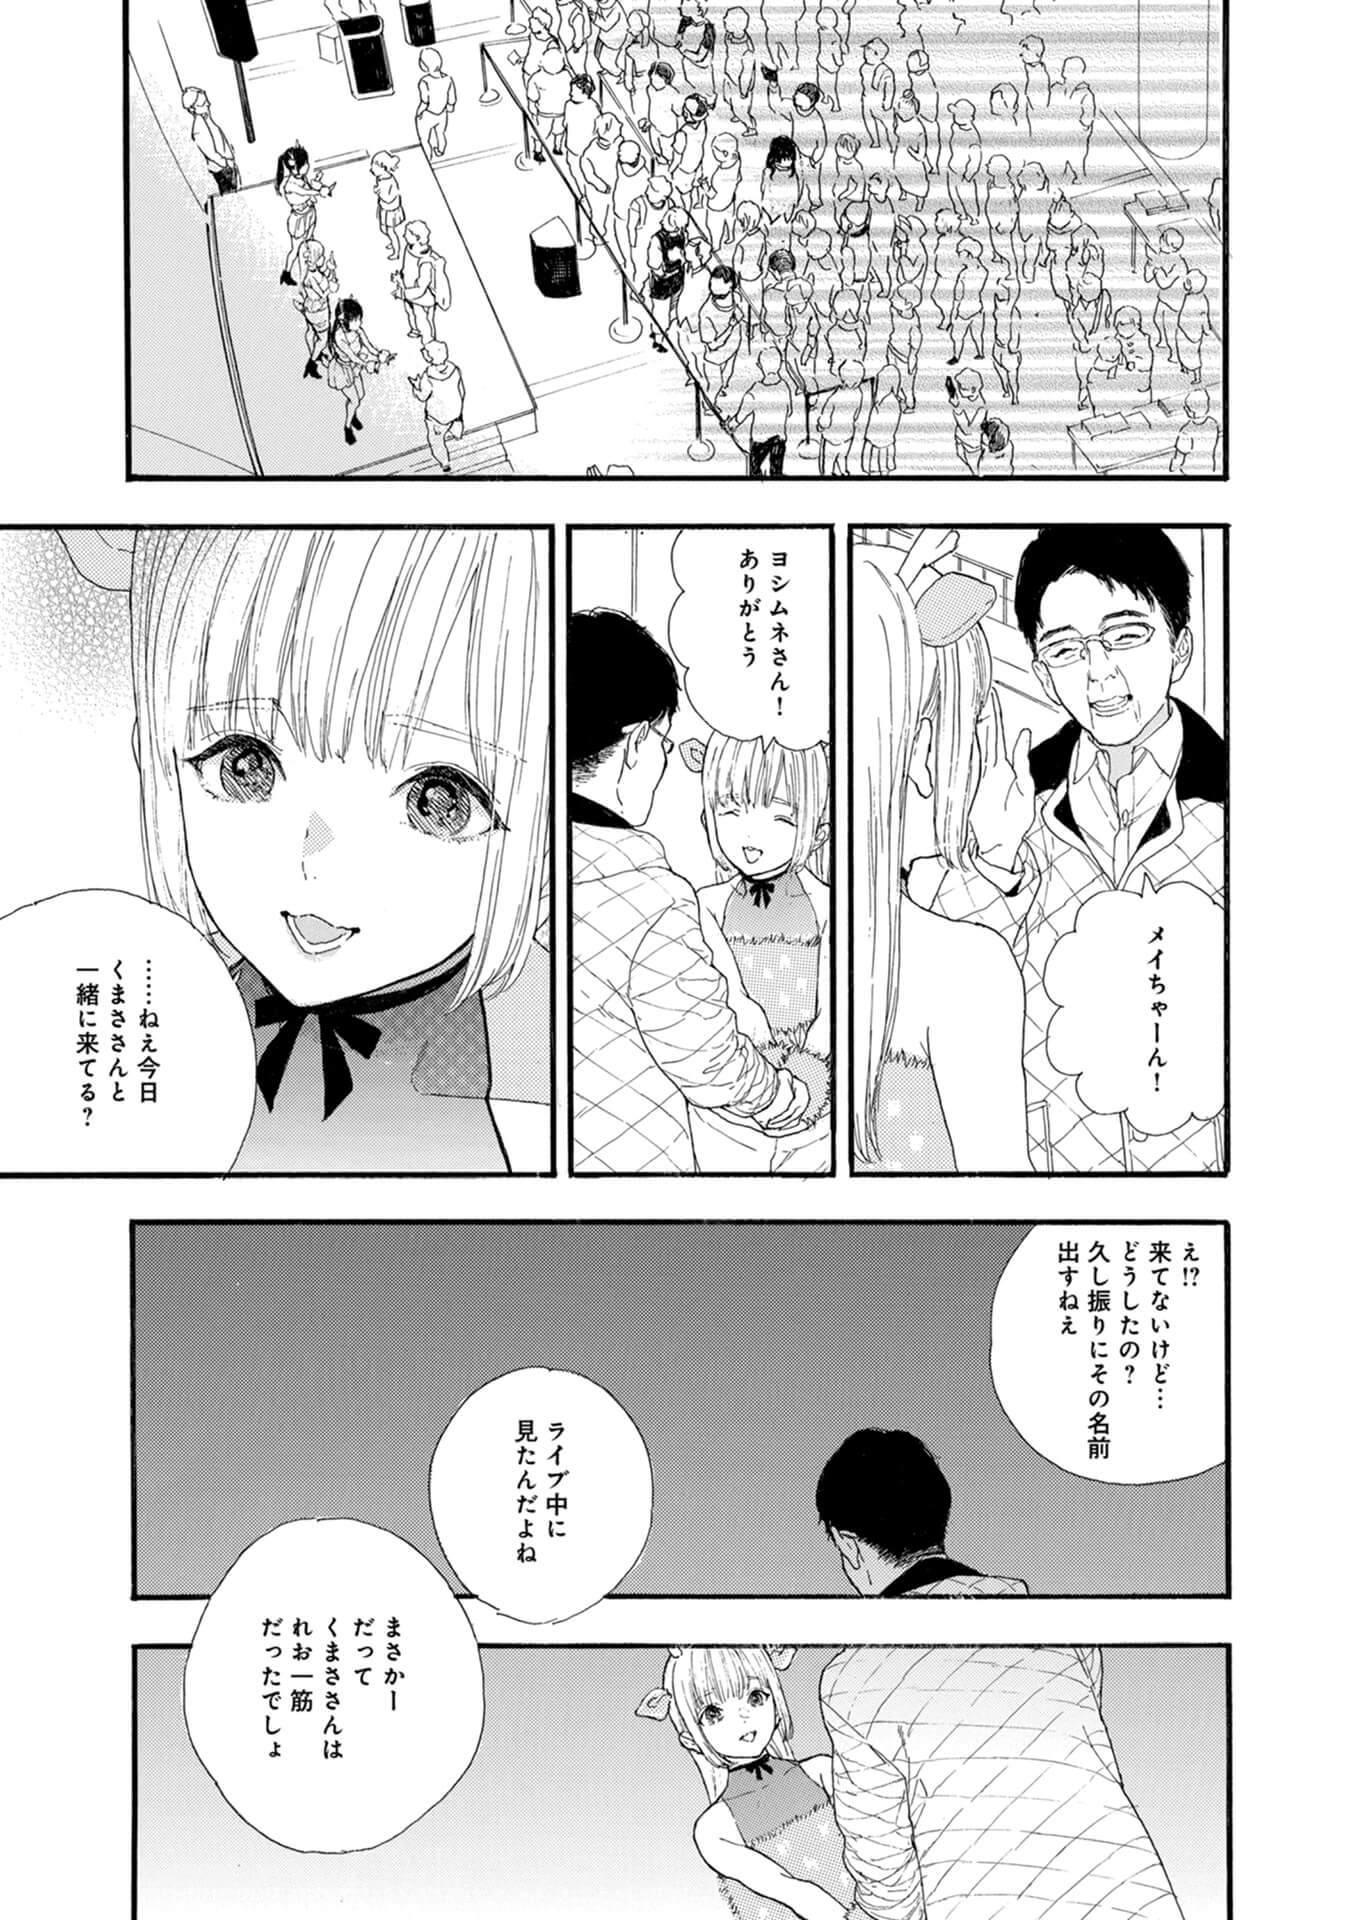 メイちゃーん!
ヨシムネさん!
ありがとう
……ねえ今日
くまささんと
一緒に来てる?
え!?
来てないけど…
どうしたの?
久し振りにその名前
出すねえ
ライブ中に
見たんだよね
まさかー
だって
くまささんは
れお一筋
だったでしょ